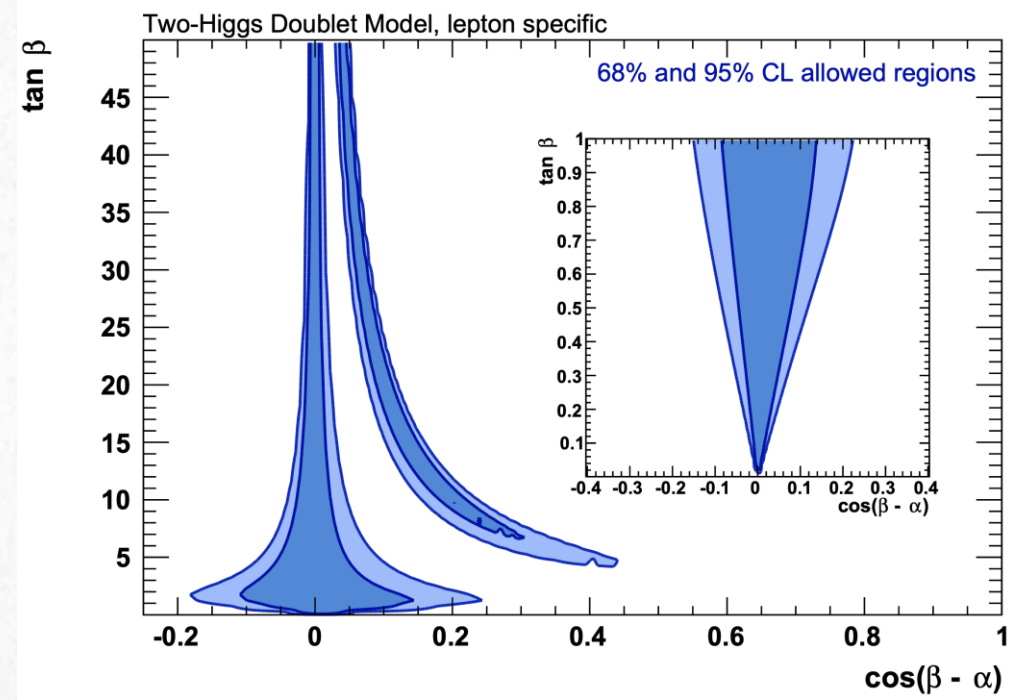 Two-Higgs Doublet Model, lepton specific
tan β
68% and 95% CL allowed regions
45
40
35
30
25
20
15
10
5
-0.2 0 0.2 0.4 0.6 0.8 1
cos(β - α)
tan β
1
0.9
0.8
0.7
0.6
0.5
0.4
0.3
0.2
0.1
-0.4 -0.3 -0.2 -0.1 0 0.1 0.2 0.3 0.4
cos(β - α)